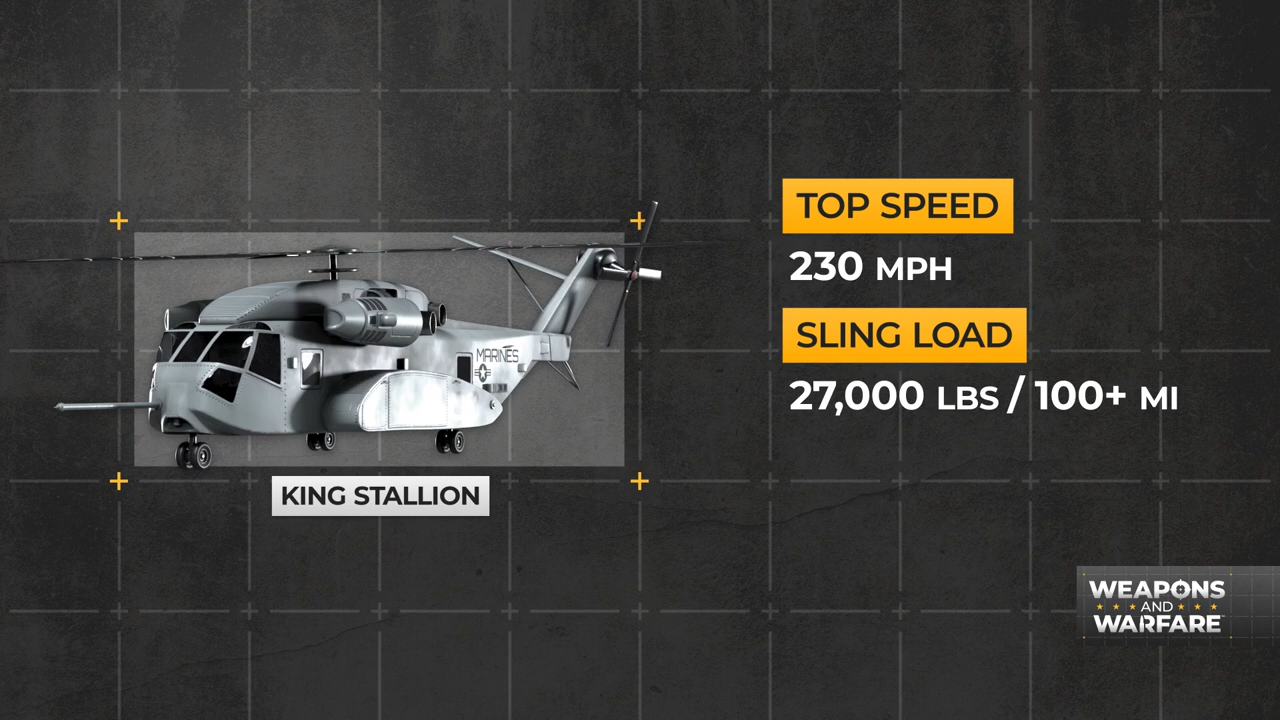 TOP SPEED
230 MPH
SLING LOAD
27,000 LBS / 100+ MI
MARINES
KING STALLION
WEAPONS
AND
WARFARE